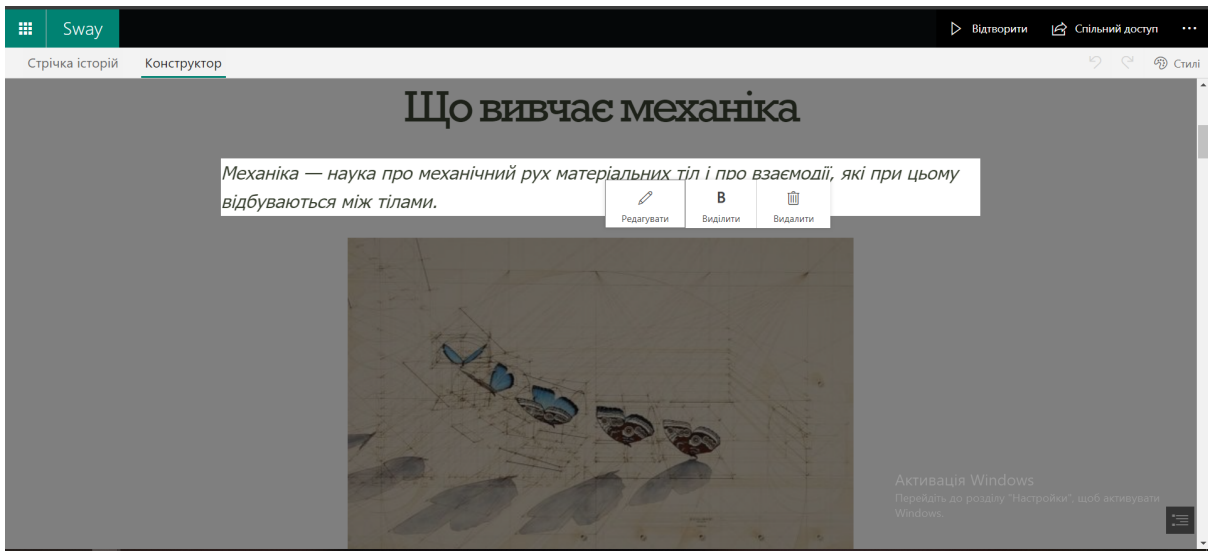 Sway
Відтворити
Спільний доступ
Стрічка історій
Конструктор
Стилі
Що вивчає механіка
Механіка — наука про механічний рух матеріальних тіл і про взаємодії, які при цьому
відбуваються між тілами.
Редагувати
B
Виділити
Видалити
Активація Windows
Перейдіть до розділу "Настройки", щоб активувати
Windows.